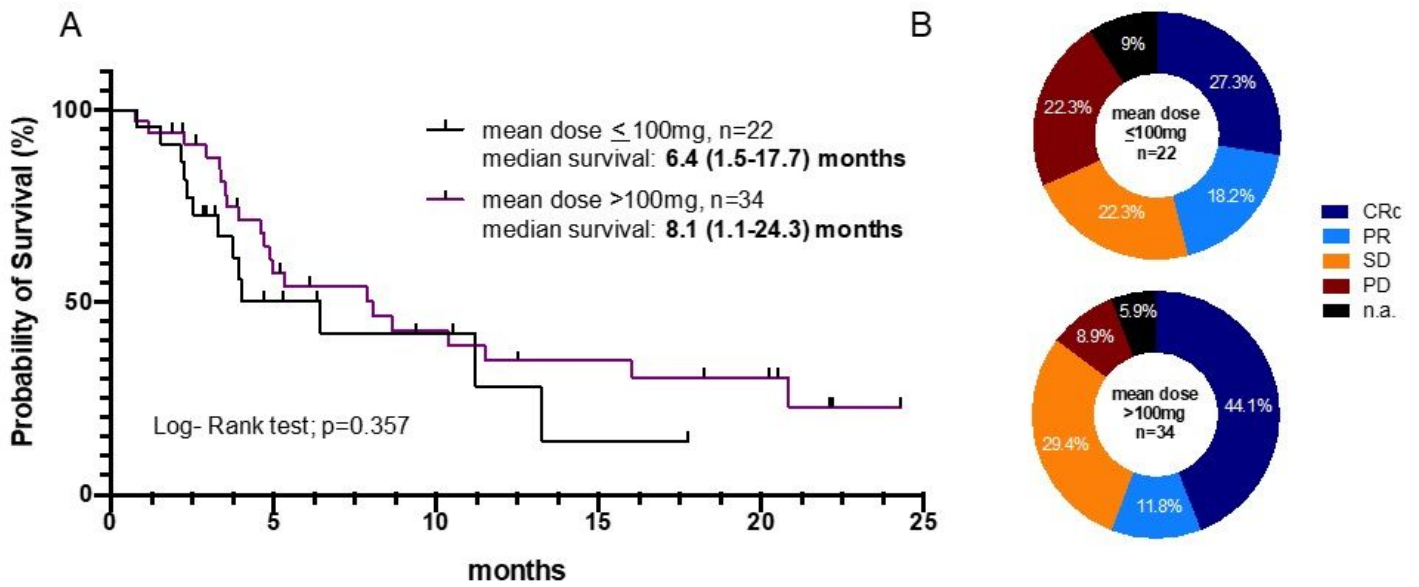 A
Probability of Survival (%)
100
50
0
0 5 10 15 20 25
months
mean dose ≤ 100mg, n=22
median survival: 6.4 (1.5-17.7) months
mean dose >100mg, n=34
median survival: 8.1 (1.1-24.3) months
Log- Rank test; p=0.357
B
9%
27.3%
22.3%
mean dose
≤100mg
n=22
22.3%
18.2%
5.9%
8.9%
mean dose
>100mg
n=34
44.1%
29.4%
11.8%
CRc
PR
SD
PD
n.a.